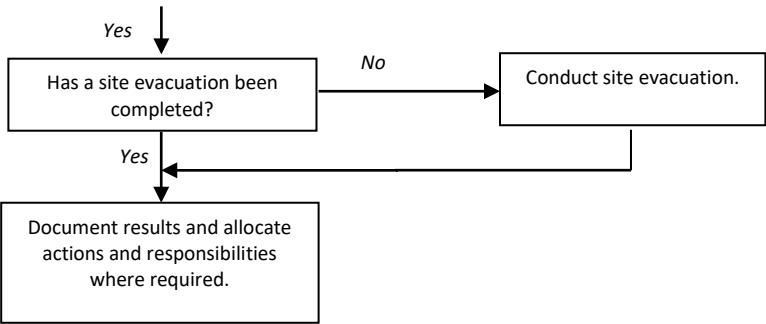 Yes
Has a site evacuation been
completed?
No
Conduct site evacuation.
Yes
Document results and allocate
actions and responsibilities
where required.